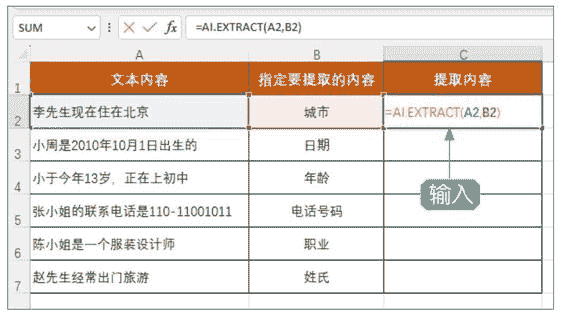 SUM fx =AI.EXTRACT(A2,B2)
A B C
1 文本内容 指定要提取的内容 提取内容
2 李先生现在住在北京 城市 =AI.EXTRACT(A2,B2)
3 小周是2010年10月1日出生的 日期
4 小于今年13岁，正在上初中 年龄
输入
5 张小姐的联系电话是110-11001011 电话号码
6 陈小姐是一个服装设计师 职业
7 赵先生经常出门旅游 姓氏